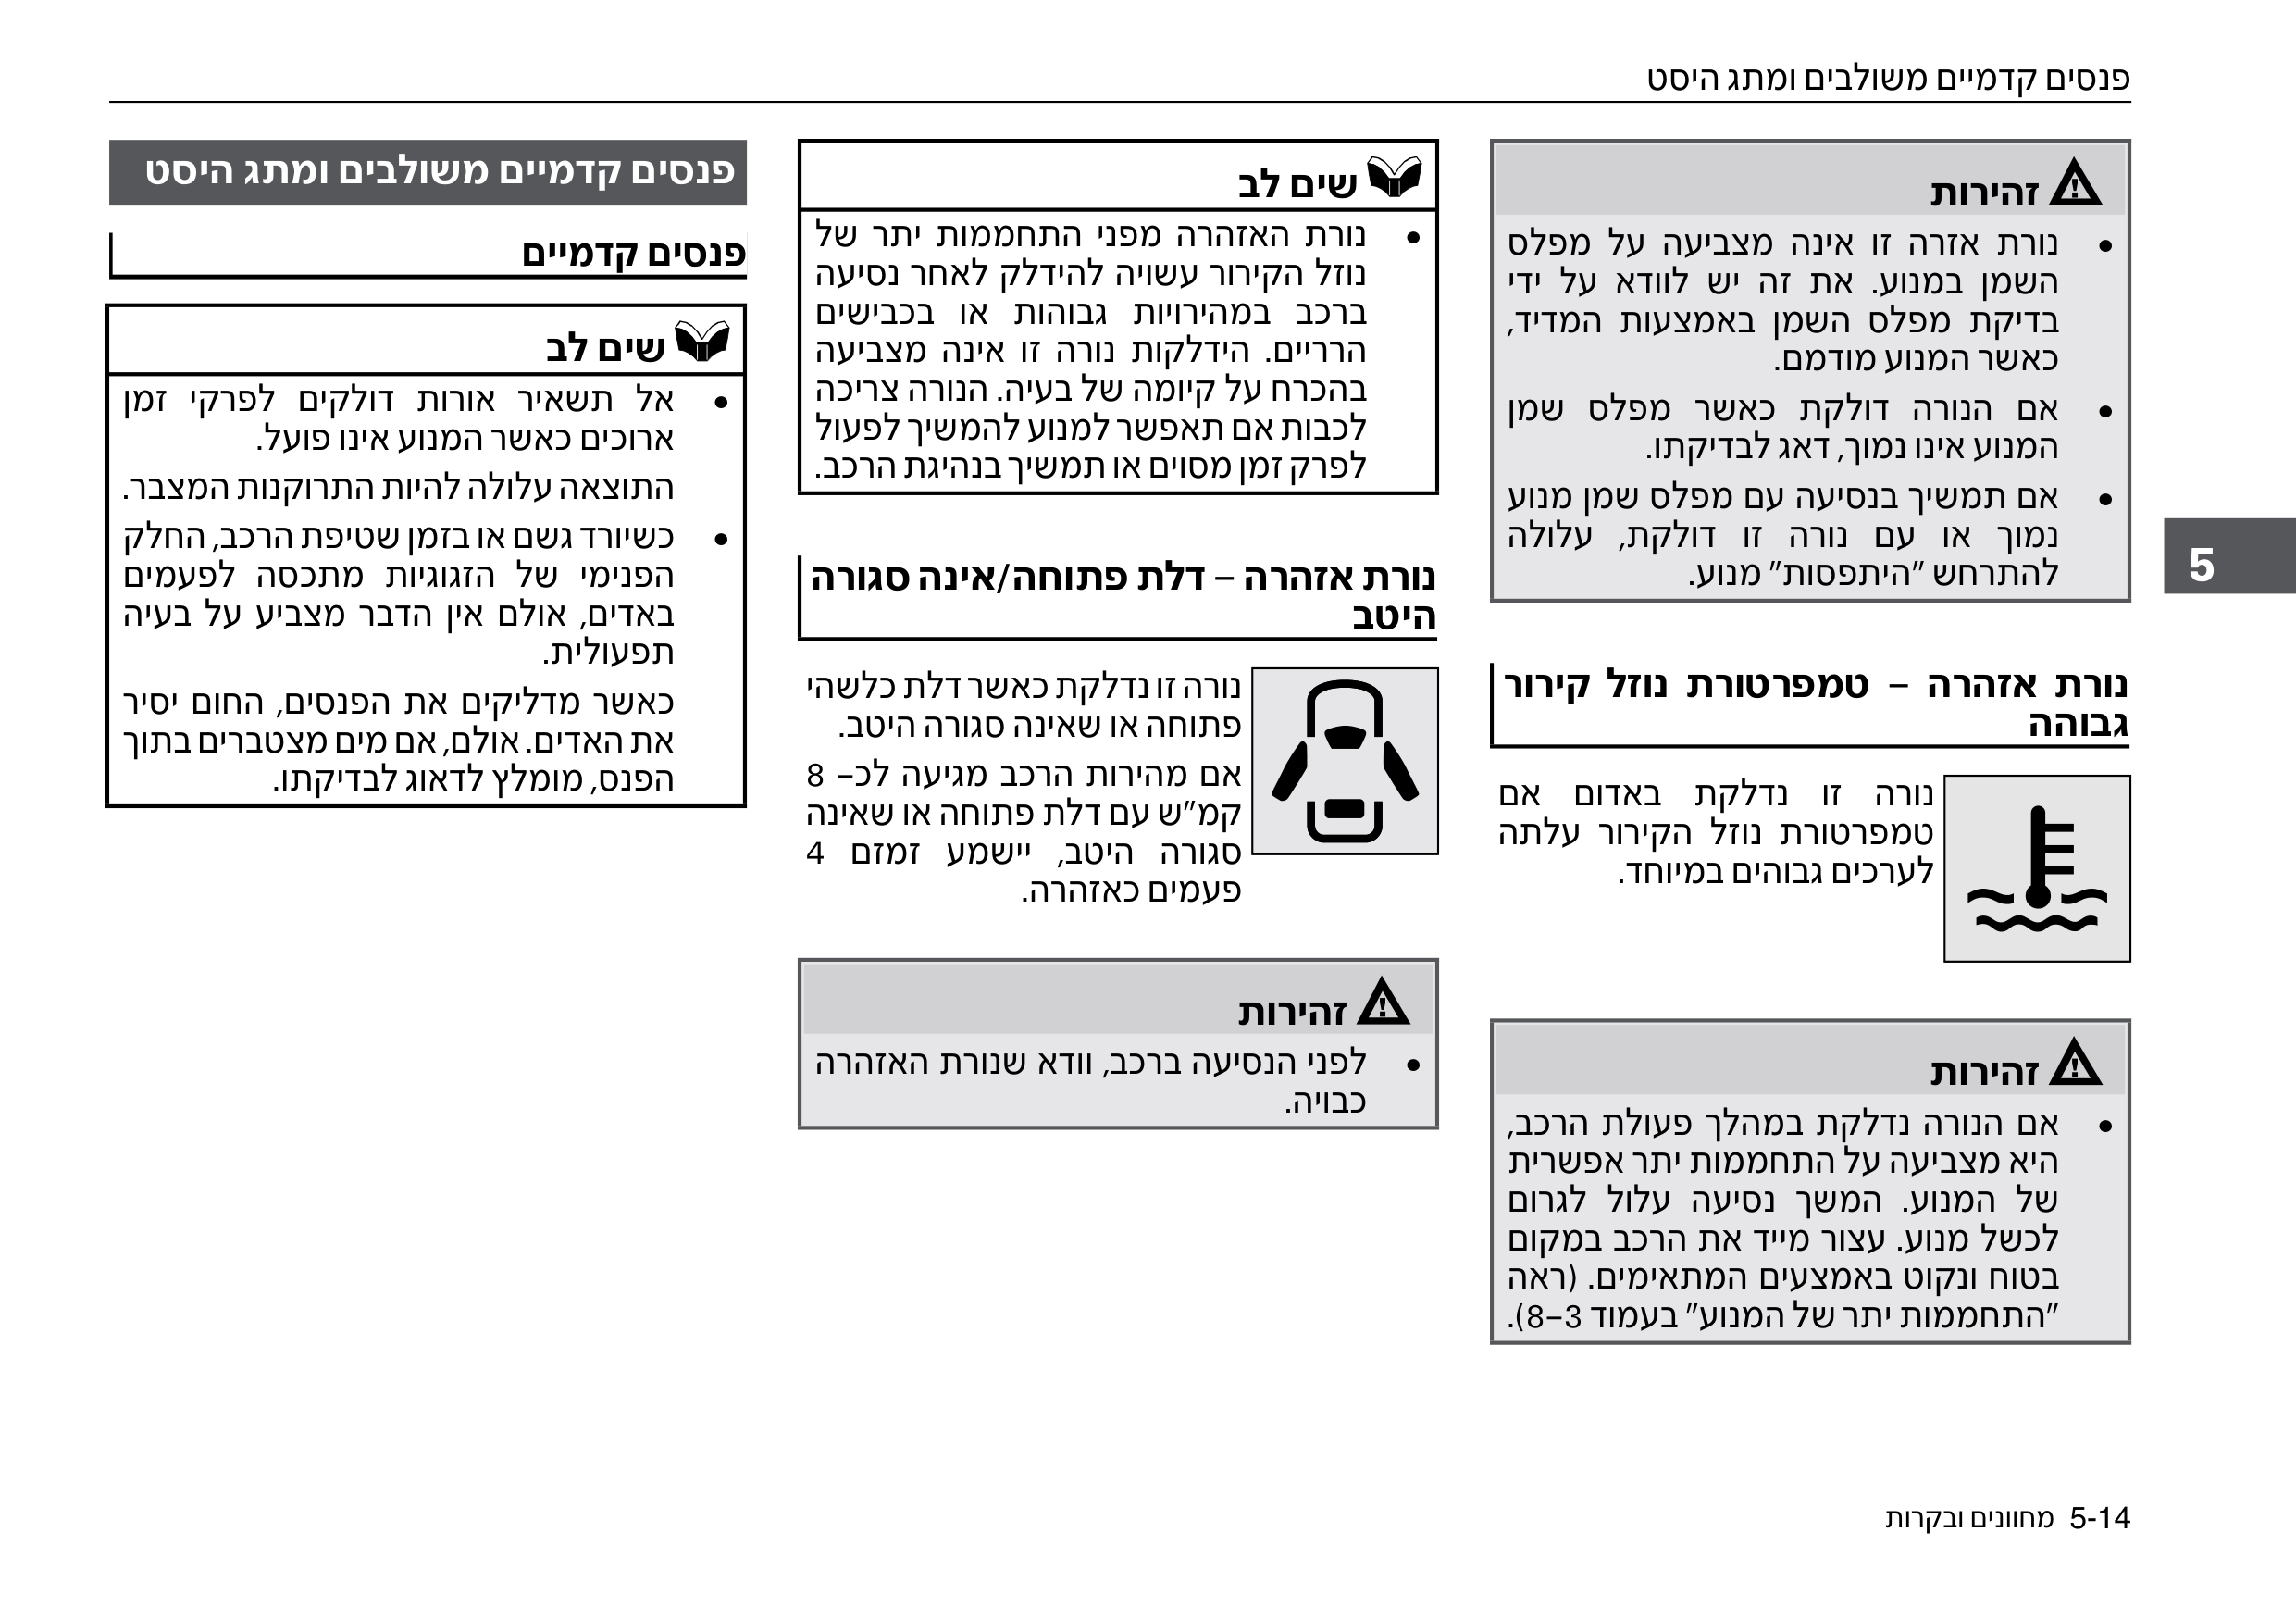 פנסים קדמיים משולבים ומתג היסט
זהירות
• נורת אזרה זו אינה מצביעה על מפלס
השמן במנוע. את זה יש לוודא על ידי
בדיקת מפלס השמן באמצעות המדיד,
כאשר המנוע מודמם.
• אם הנורה דולקת כאשר מפלס שמן
המנוע אינו נמוך, דאג לבדיקתו.
• אם תמשיך בנסיעה עם מפלס שמן מנוע
נמוך או עם נורה זו דולקת, עלולה
להתרחש "היתפסות" מנוע.
נורת אזהרה – טמפרטורת נוזל קירור
גבוהה
נורה זו נדלקת באדום אם
טמפרטורת נוזל הקירור עלתה
לערכים גבוהים במיוחד.
זהירות
• אם הנורה נדלקת במהלך פעולת הרכב,
היא מצביעה על התחממות יתר אפשרית
של המנוע. המשך נסיעה עלול לגרום
לכשל מנוע. עצור מייד את הרכב במקום
בטוח ונקוט באמצעים המתאימים. (ראה
"התחממות יתר של המנוע" בעמוד 8–3).
שים לב
• נורת האזהרה מפני התחממות יתר של
נוזל הקירור עשויה להידלק לאחר נסיעה
ברכב במהירויות גבוהות או בכבישים
הרריים. הידלקות נורה זו אינה מצביעה
בהכרח על קיומה של בעיה. הנורה צריכה
לכבות אם תאפשר למנוע להמשיך לפעול
לפרק זמן מסוים או תמשיך בנהיגת הרכב.
נורת אזהרה – דלת פתוחה/אינה סגורה
היטב
נורה זו נדלקת כאשר דלת כלשהי
פתוחה או שאינה סגורה היטב.
אם מהירות הרכב מגיעה לכ– 8
קמ"ש עם דלת פתוחה או שאינה
סגורה היטב, יישמע זמזם 4
פעמים כאזהרה.
זהירות
• לפני הנסיעה ברכב, וודא שנורת האזהרה
כבויה.
פנסים קדמיים משולבים ומתג היסט
פנסים קדמיים
שים לב
• אל תשאיר אורות דולקים לפרקי זמן
ארוכים כאשר המנוע אינו פועל.
התוצאה עלולה להיות התרוקנות המצבר.
• כשיורד גשם או בזמן שטיפת הרכב, החלק
הפנימי של הזגוגיות מתכסה לפעמים
באדים, אולם אין הדבר מצביע על בעיה
תפעולית.
כאשר מדליקים את הפנסים, החום יסיר
את האדים. אולם, אם מים מצטברים בתוך
הפנס, מומלץ לדאוג לבדיקתו.
5
5-14 מחוונים ובקרות